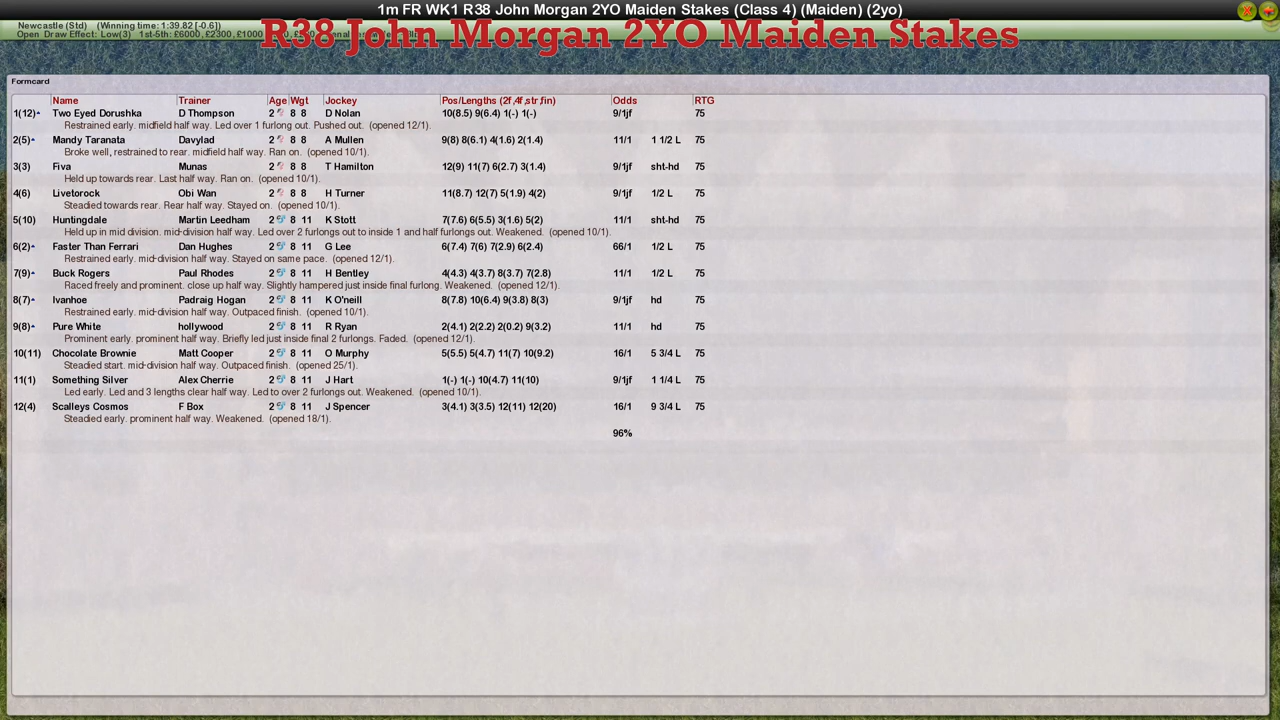 1m FR WK1 R38 John Morgan 2YO Maiden Stakes (Class 4) (Maiden) (2yo)
Newcastle (Std) (Winning time: 1:39.82 [-0.6])
R38 John Morgan 2YO Maiden Stakes
Open Draw Effect: Low(3) 1st-5th: £6000, £2300, £1000
Formcard
Name Trainer Age Wgt Jockey Pos/Lengths (2f,4f,str,fin) Odds RTG
1(12) Two Eyed Dorushka D Thompson 2 8 8 D Nolan 10(8.5) 9(6.4) 1(-) 1(-) 9/1jf 75
Restrained early. midfield half way. Led over 1 furlong out. Pushed out. (opened 12/1).
2(5) Mandy Taranata Davylad 2 8 8 A Mullen 9(8) 8(6.1) 4(1.6) 2(1.4) 11/1 1 1/2 L 75
Broke well, restrained to rear. midfield half way. Ran on. (opened 10/1).
3(3) Fiva Munas 2 8 8 T Hamilton 12(9) 11(7) 6(2.7) 3(1.4) 9/1jf sht-hd 75
Held up towards rear. Last half way. Ran on. (opened 10/1).
4(6) Livetorock Obi Wan 2 8 8 H Turner 11(8.7) 12(7) 5(1.9) 4(2) 9/1jf 1/2 L 75
Steadied towards rear. Rear half way. Stayed on. (opened 10/1).
5(10) Huntingdale Martin Leedham 2 8 11 K Stott 7(7.6) 6(5.5) 3(1.6) 5(2) 11/1 sht-hd 75
Held up in mid division. mid-division half way. Led over 2 furlongs out to inside 1 and half furlongs out. Weakened. (opened 10/1).
6(2) Faster Than Ferrari Dan Hughes 2 8 11 G Lee 6(7.4) 7(6) 7(2.9) 6(2.4) 66/1 1/2 L 75
Restrained early. mid-division half way. Stayed on same pace. (opened 12/1).
7(9) Buck Rogers Paul Rhodes 2 8 11 H Bentley 4(4.3) 4(3.7) 8(3.7) 7(2.8) 11/1 1/2 L 75
Raced freely and prominent. close up half way. Slightly hampered just inside final furlong. Weakened. (opened 12/1).
8(7) Ivanhoe Padraig Hogan 2 8 11 K O'neill 8(7.8) 10(6.4) 9(3.8) 8(3) 9/1jf hd 75
Restrained early. mid-division half way. Outpaced finish. (opened 10/1).
9(8) Pure White hollywood 2 8 11 R Ryan 2(4.1) 2(2.2) 2(0.2) 9(3.2) 11/1 hd 75
Prominent early. prominent half way. Briefly led just inside final 2 furlongs. Faded. (opened 12/1).
10(11) Chocolate Brownie Matt Cooper 2 8 11 O Murphy 5(5.5) 5(4.7) 11(7) 10(9.2) 16/1 5 3/4 L 75
Steadied start. mid-division half way. Outpaced finish. (opened 25/1).
11(1) Something Silver Alex Cherrie 2 8 11 J Hart 1(-) 1(-) 10(4.7) 11(10) 9/1jf 1 1/4 L 75
Led early. Led and 3 lengths clear half way. Led to over 2 furlongs out. Weakened. (opened 10/1).
12(4) Scalleys Cosmos F Box 2 8 11 J Spencer 3(4.1) 3(3.5) 12(11) 12(20) 16/1 9 3/4 L 75
Steadied early. prominent half way. Weakened. (opened 18/1).
96%